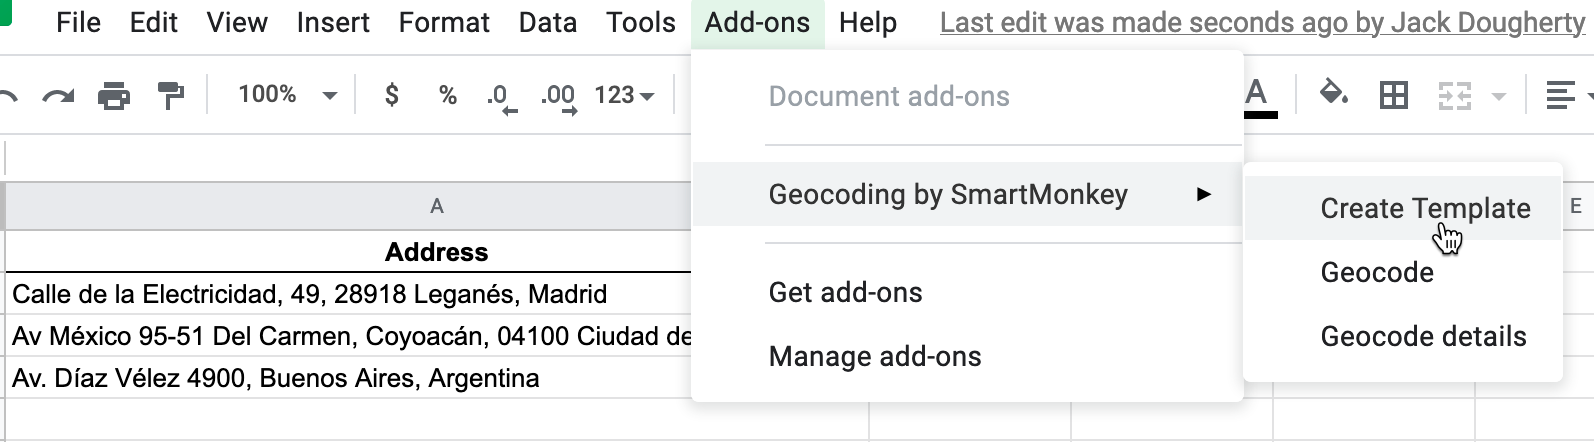 File Edit View Insert Format Data Tools Add-ons Help Last edit was made seconds ago by Jack Dougherty
100% $ % .0 .00 123 A
Document add-ons
Geocoding by SmartMonkey
Get add-ons
Manage add-ons
Create Template
Geocode
Geocode details
A E
Address
Calle de la Electricidad, 49, 28918 Leganés, Madrid
Av México 95-51 Del Carmen, Coyoacán, 04100 Ciudad de
Av. Díaz Vélez 4900, Buenos Aires, Argentina